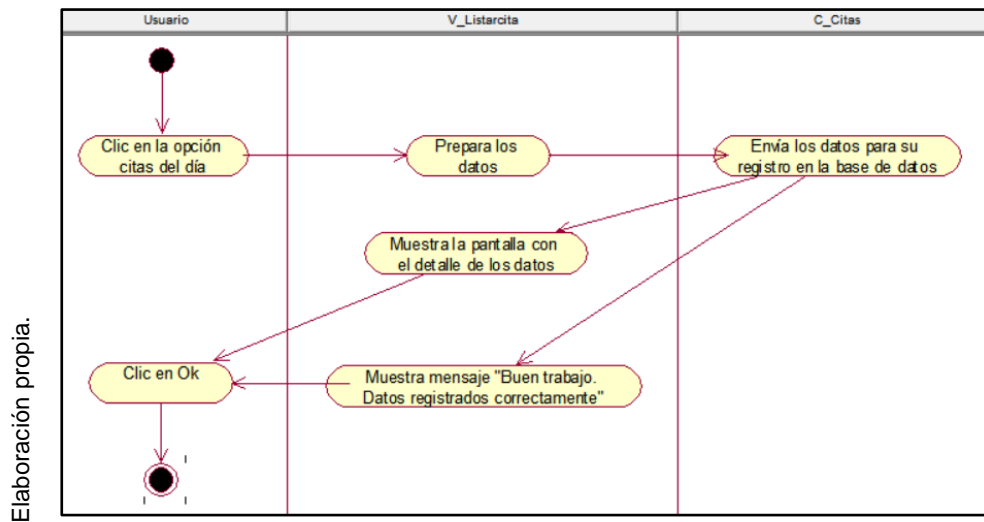 Usuario
V_Listarcita
C_Citas
Clic en la opción
citas del día
Prepara los
datos
Envía los datos para su
registro en la base de datos
Muestra la pantalla con
el detalle de los datos
Clic en Ok
Muestra mensaje "Buen trabajo.
Datos registrados correctamente"
Elaboración propia.